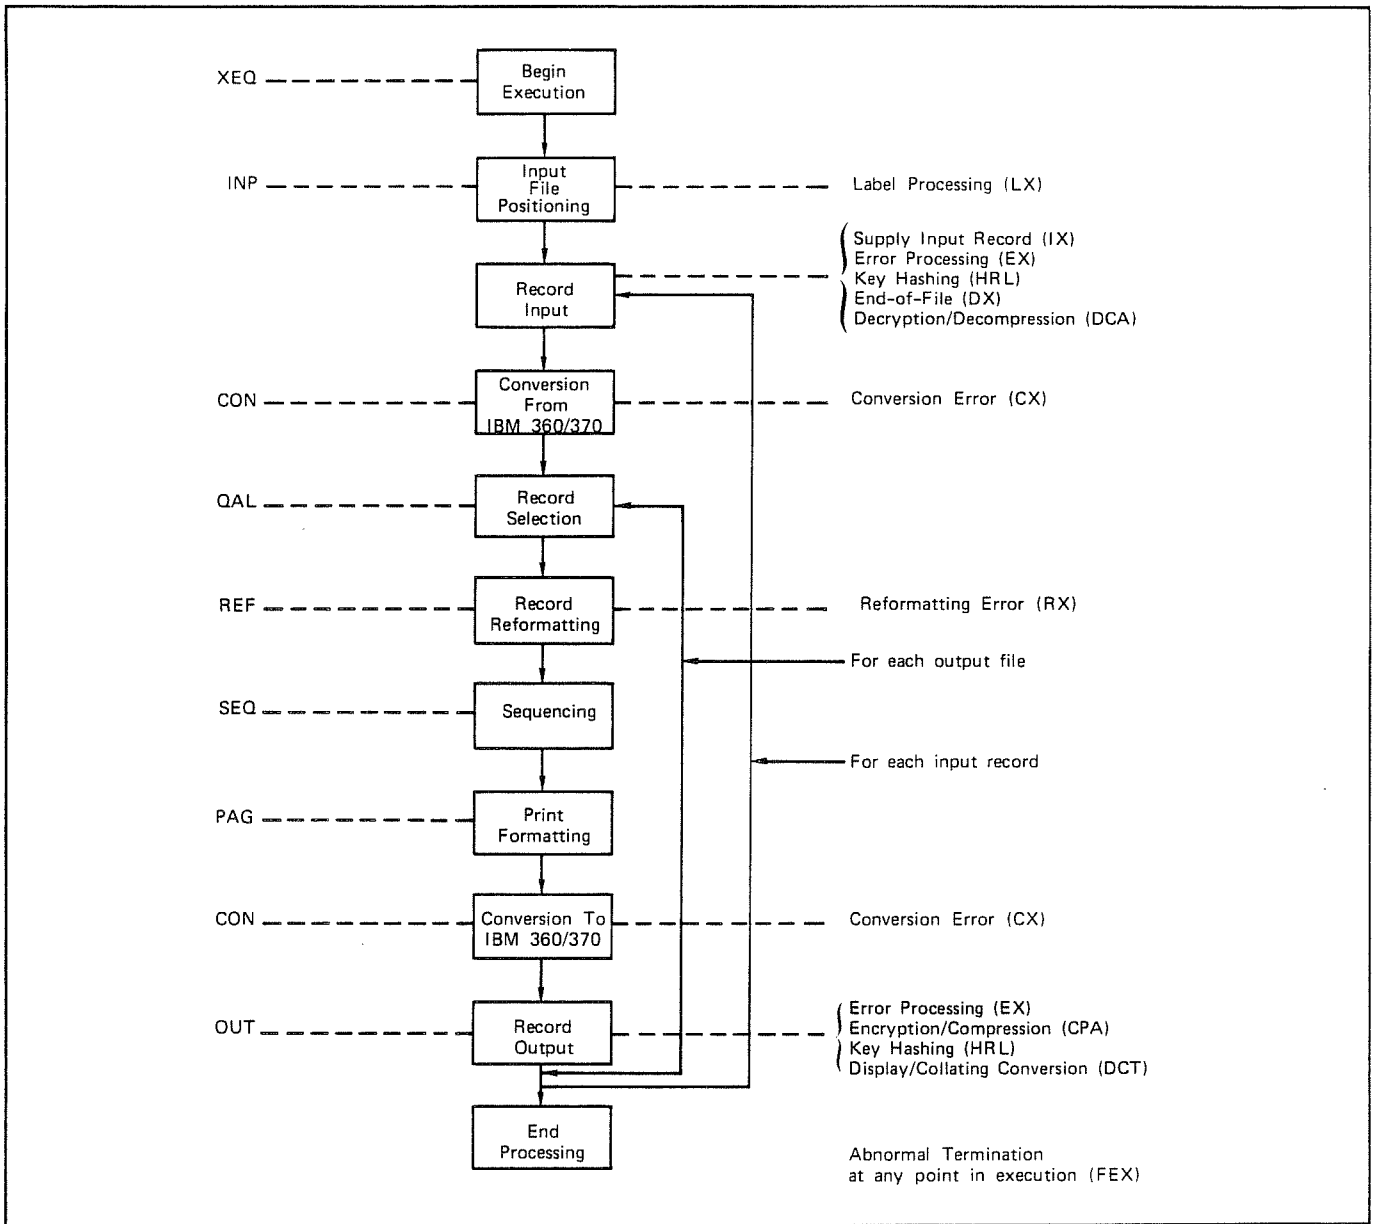 XEQ
Begin
Execution
INP
Input
File
Positioning
Label Processing (LX)
Record
Input
Supply Input Record (IX)
Error Processing (EX)
Key Hashing (HRL)
End-of-File (DX)
Decryption/Decompression (DCA)
CON
Conversion
From
IBM 360/370
Conversion Error (CX)
QAL
Record
Selection
REF
Record
Reformatting
Reformatting Error (RX)
For each output file
SEQ
Sequencing
For each input record
PAG
Print
Formatting
CON
Conversion To
IBM 360/370
Conversion Error (CX)
OUT
Record
Output
Error Processing (EX)
Encryption/Compression (CPA)
Key Hashing (HRL)
Display/Collating Conversion (DCT)
End
Processing
Abnormal Termination
at any point in execution (FEX)